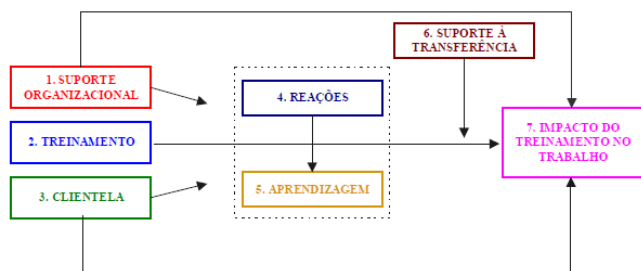 6. SUPORTE À
TRANSFERÊNCIA
1. SUPORTE
ORGANIZACIONAL
4. REAÇÕES
2. TREINAMENTO
7. IMPACTO DO
TREINAMENTO NO
TRABALHO
3. CLIENTELA
5. APRENDIZAGEM